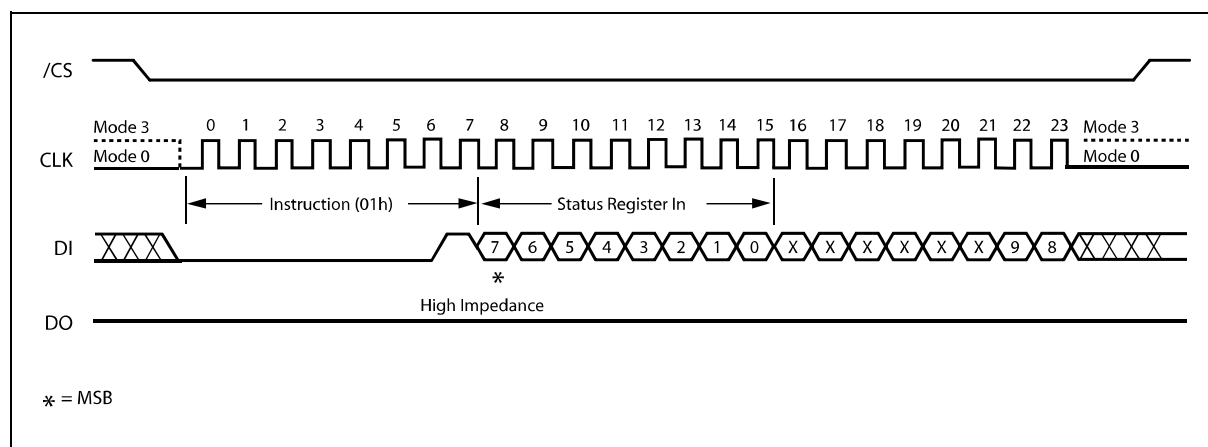 /CS
Mode 3 0 1 2 3 4 5 6 7 8 9 10 11 12 13 14 15 16 17 18 19 20 21 22 23 Mode 3
CLK Mode 0 Mode 0
Instruction (01h) Status Register In
DI 7 6 5 4 3 2 1 0 X X X X X X 9 8
*
High Impedance
DO
* = MSB